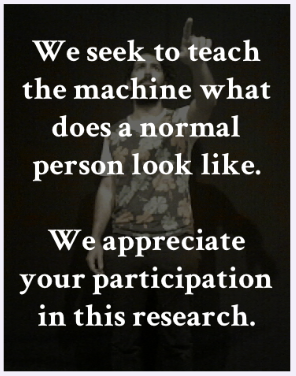 We seek to teach
the machine what
does a normal
person look like.
We appreciate
your participation
in this research.